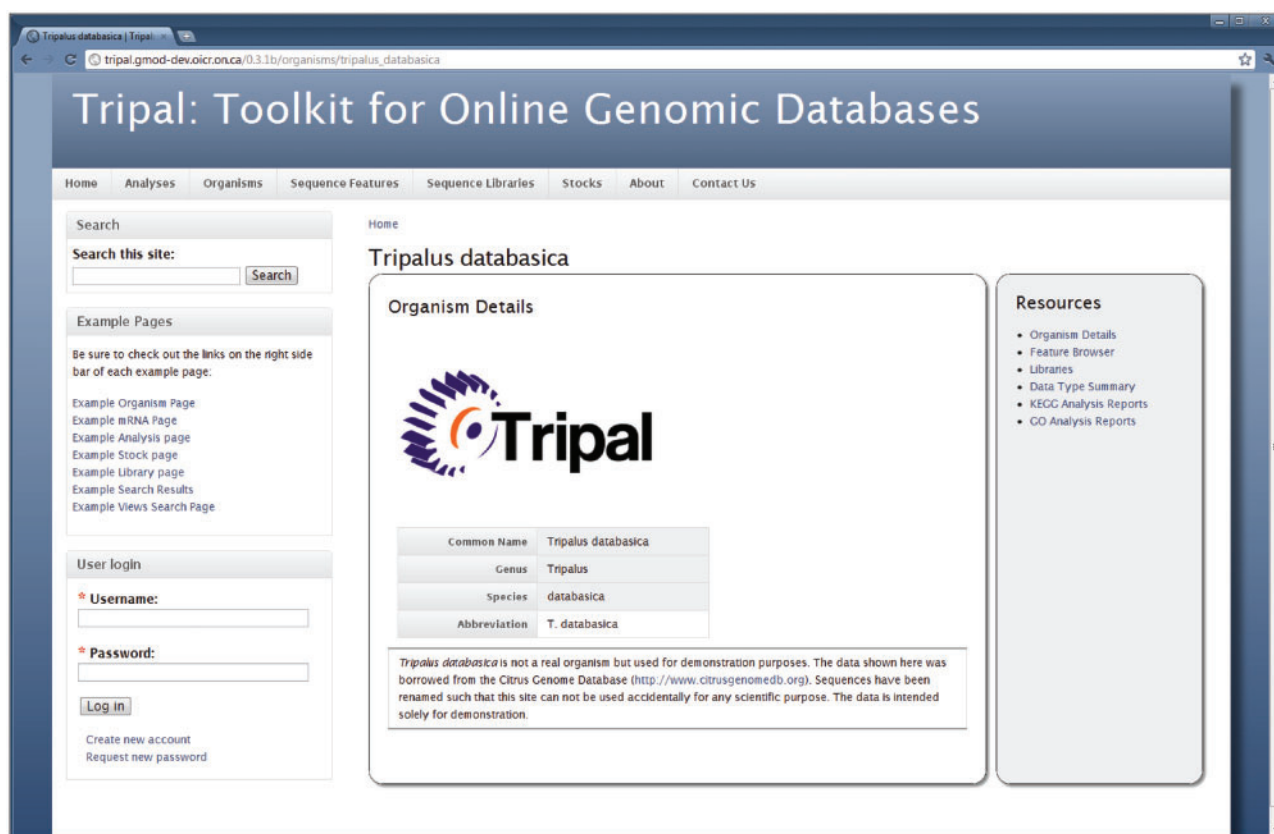 Tripalus databasica | Tripal
tripal.gmod-dev.oicr.on.ca/0.3.1b/organisms/tripalus_databasica
Tripal: Toolkit for Online Genomic Databases
Home Analyses Organisms Sequence Features Sequence Libraries Stocks About Contact Us
Search
Search this site:
Search
Example Pages
Be sure to check out the links on the right side
bar of each example page:
Example Organism Page
Example mRNA Page
Example Analysis page
Example Stock page
Example Library page
Example Search Results
Example Views Search Page
User login
* Username:
* Password:
Log in
Create new account
Request new password
Home
Tripalus databasica
Organism Details
Tripal
Common Name Tripalus databasica
Genus Tripalus
Species databasica
Abbreviation T. databasica
Tripalus databasica is not a real organism but used for demonstration purposes. The data shown here was
borrowed from the Citrus Genome Database (http://www.citrusgenomedb.org). Sequences have been
renamed such that this site can not be used accidentally for any scientific purpose. The data is intended
solely for demonstration.
Resources
• Organism Details
• Feature Browser
• Libraries
• Data Type Summary
• KEGG Analysis Reports
• GO Analysis Reports